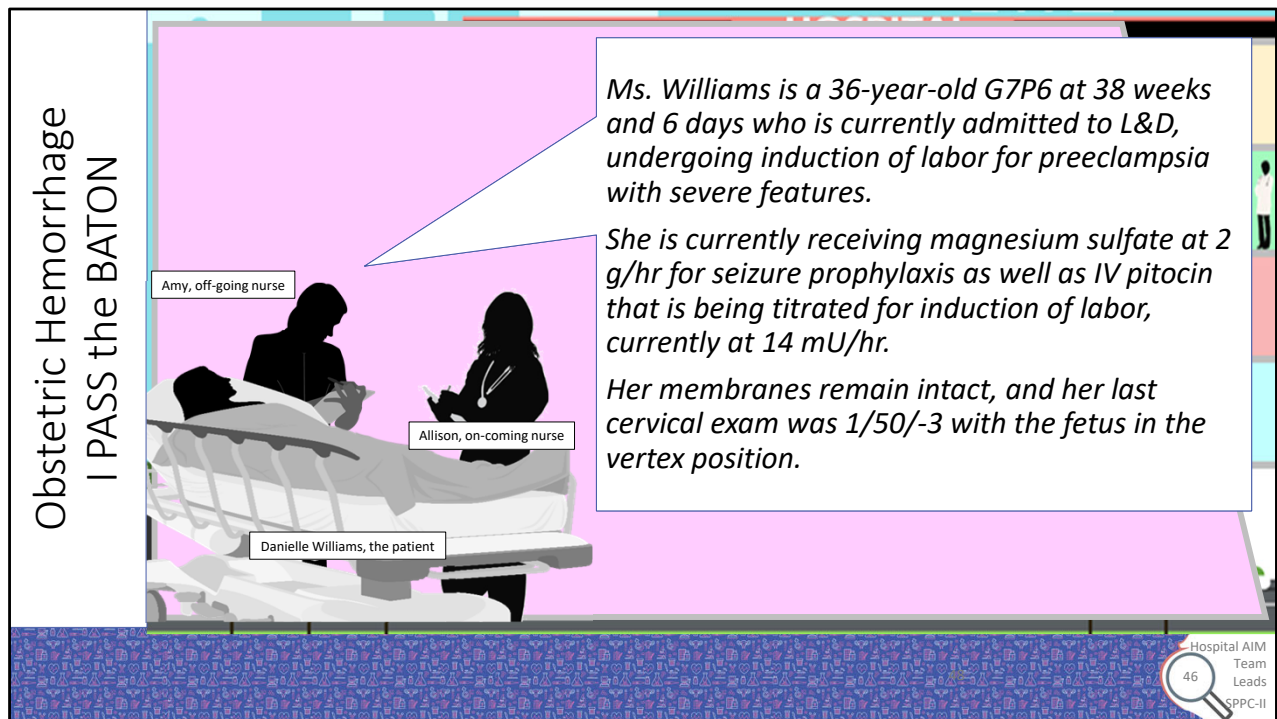 Obstetric Hemorrhage
I PASS the BATON
Ms. Williams is a 36-year-old G7P6 at 38 weeks
and 6 days who is currently admitted to L&D,
undergoing induction of labor for preeclampsia
with severe features.
She is currently receiving magnesium sulfate at 2
g/hr for seizure prophylaxis as well as IV pitocin
that is being titrated for induction of labor,
currently at 14 mU/hr.
Her membranes remain intact, and her last
cervical exam was 1/50/-3 with the fetus in the
vertex position.
Amy, off-going nurse
Allison, on-coming nurse
Danielle Williams, the patient
Hospital AIM
Team
Leads
SPPC-II
46